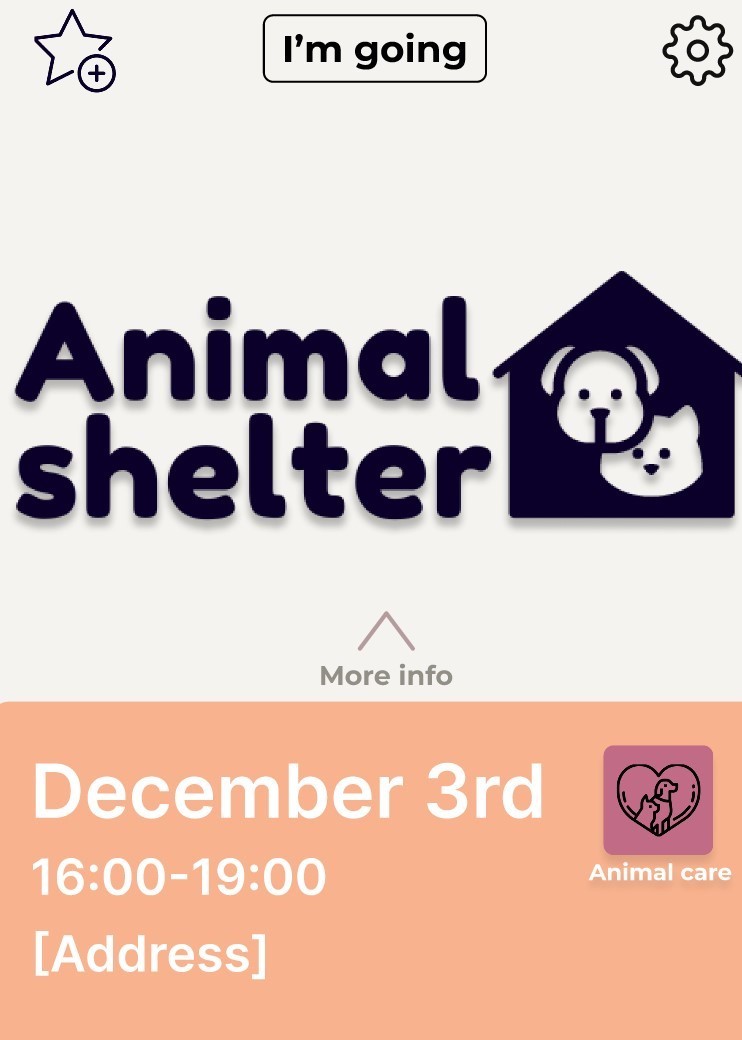 I'm going
Animal
shelter
More info
December 3rd
16:00-19:00
Animal care
[Address]